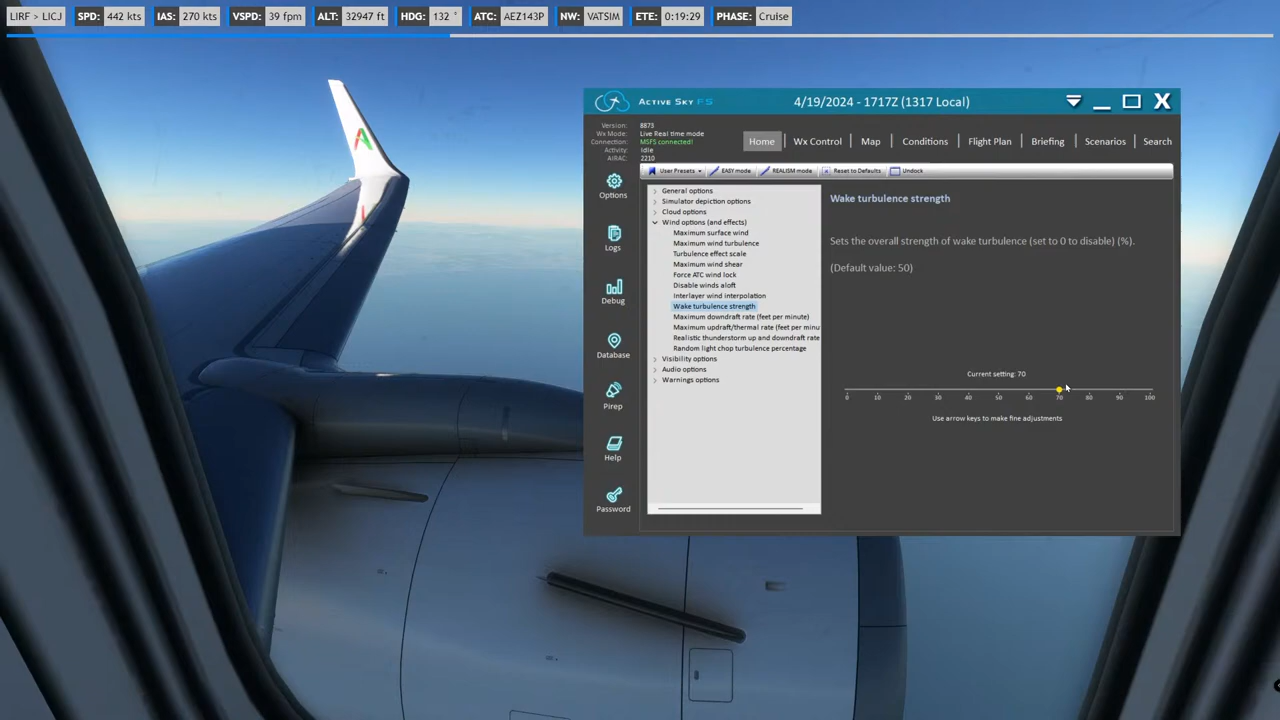 LIRF > LICJ SPD: 442 kts IAS: 270 kts VSPD: 39 fpm ALT: 32947 ft HDG: 132 ° ATC: AEZ143P NW: VATSIM ETE: 0:19:29 PHASE: Cruise
ACTIVE SKY FS 4/19/2024 - 1717Z (1317 Local)
Version: 8873
Wx Mode: Live Real time mode
Connection: MSFS connected!
Activity: Idle
AIRAC: 2210
Home Wx Control Map Conditions Flight Plan Briefing Scenarios Search
User Presets EASY mode REALISM mode Reset to Defaults Undock
Options
Logs
Debug
Database
Pirep
Help
Password
General options
Simulator depiction options
Cloud options
Wind options (and effects)
Maximum surface wind
Maximum wind turbulence
Turbulence effect scale
Maximum wind shear
Force ATC wind lock
Disable winds aloft
Interlayer wind interpolation
Wake turbulence strength
Maximum downdraft rate (feet per minute)
Maximum updraft/thermal rate (feet per minu
Realistic thunderstorm up and downdraft rate
Random light chop turbulence percentage
Visibility options
Audio options
Warnings options
Wake turbulence strength
Sets the overall strength of wake turbulence (set to 0 to disable) (%).
(Default value: 50)
Current setting: 70
0 10 20 30 40 50 60 70 80 90 100
Use arrow keys to make fine adjustments